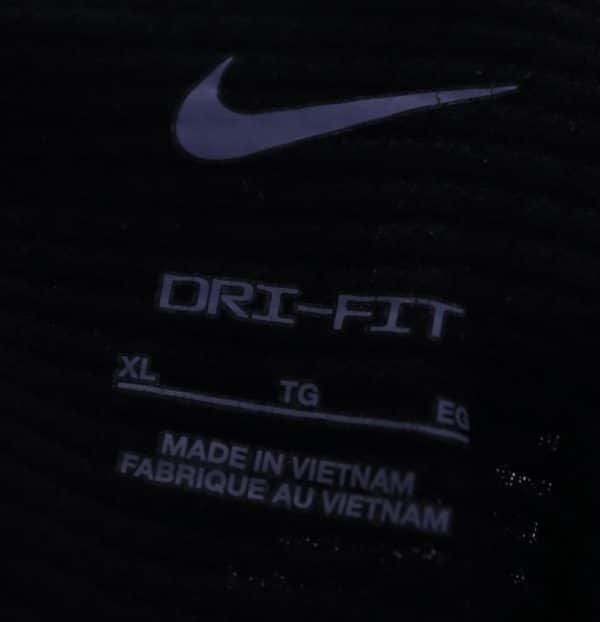 DRI-FIT
XL TG EG
MADE IN VIETNAM
FABRIQUE AU VIETNAM